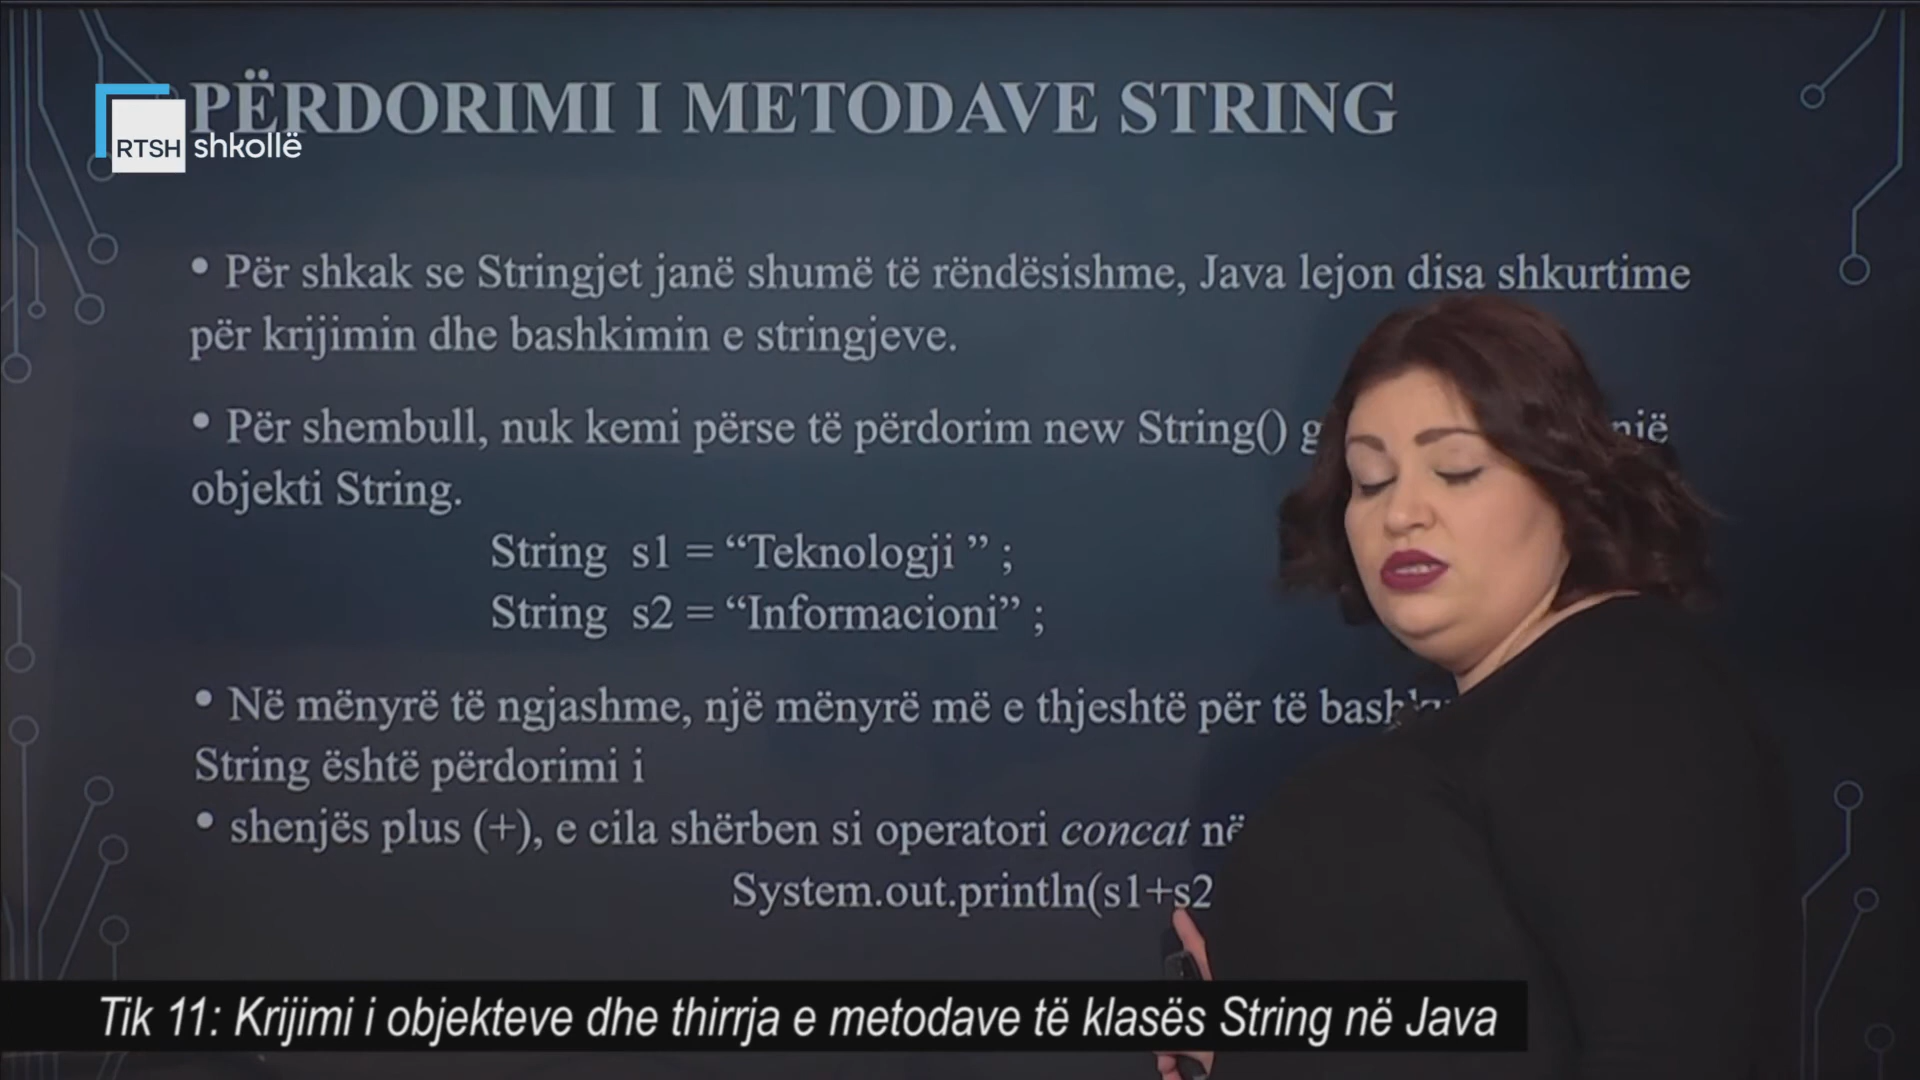 PËRDORIMI I METODAVE STRING
RTSH shkollë
• Për shkak se Stringjet janë shumë të rëndësishme, Java lejon disa shkurtime
për krijimin dhe bashkimin e stringjeve.
• Për shembull, nuk kemi përse të përdorim new String() një
objekti String.
String s1 = “Teknologji ” ;
String s2 = “Informacioni” ;
• Në mënyrë të ngjashme, një mënyrë më e thjeshtë për të
String është përdorimi i
• shenjës plus (+), e cila shërben si operatori concat në
System.out.println(s1+s2
Tik 11: Krijimi i objekteve dhe thirrja e metodave të klasës String në Java